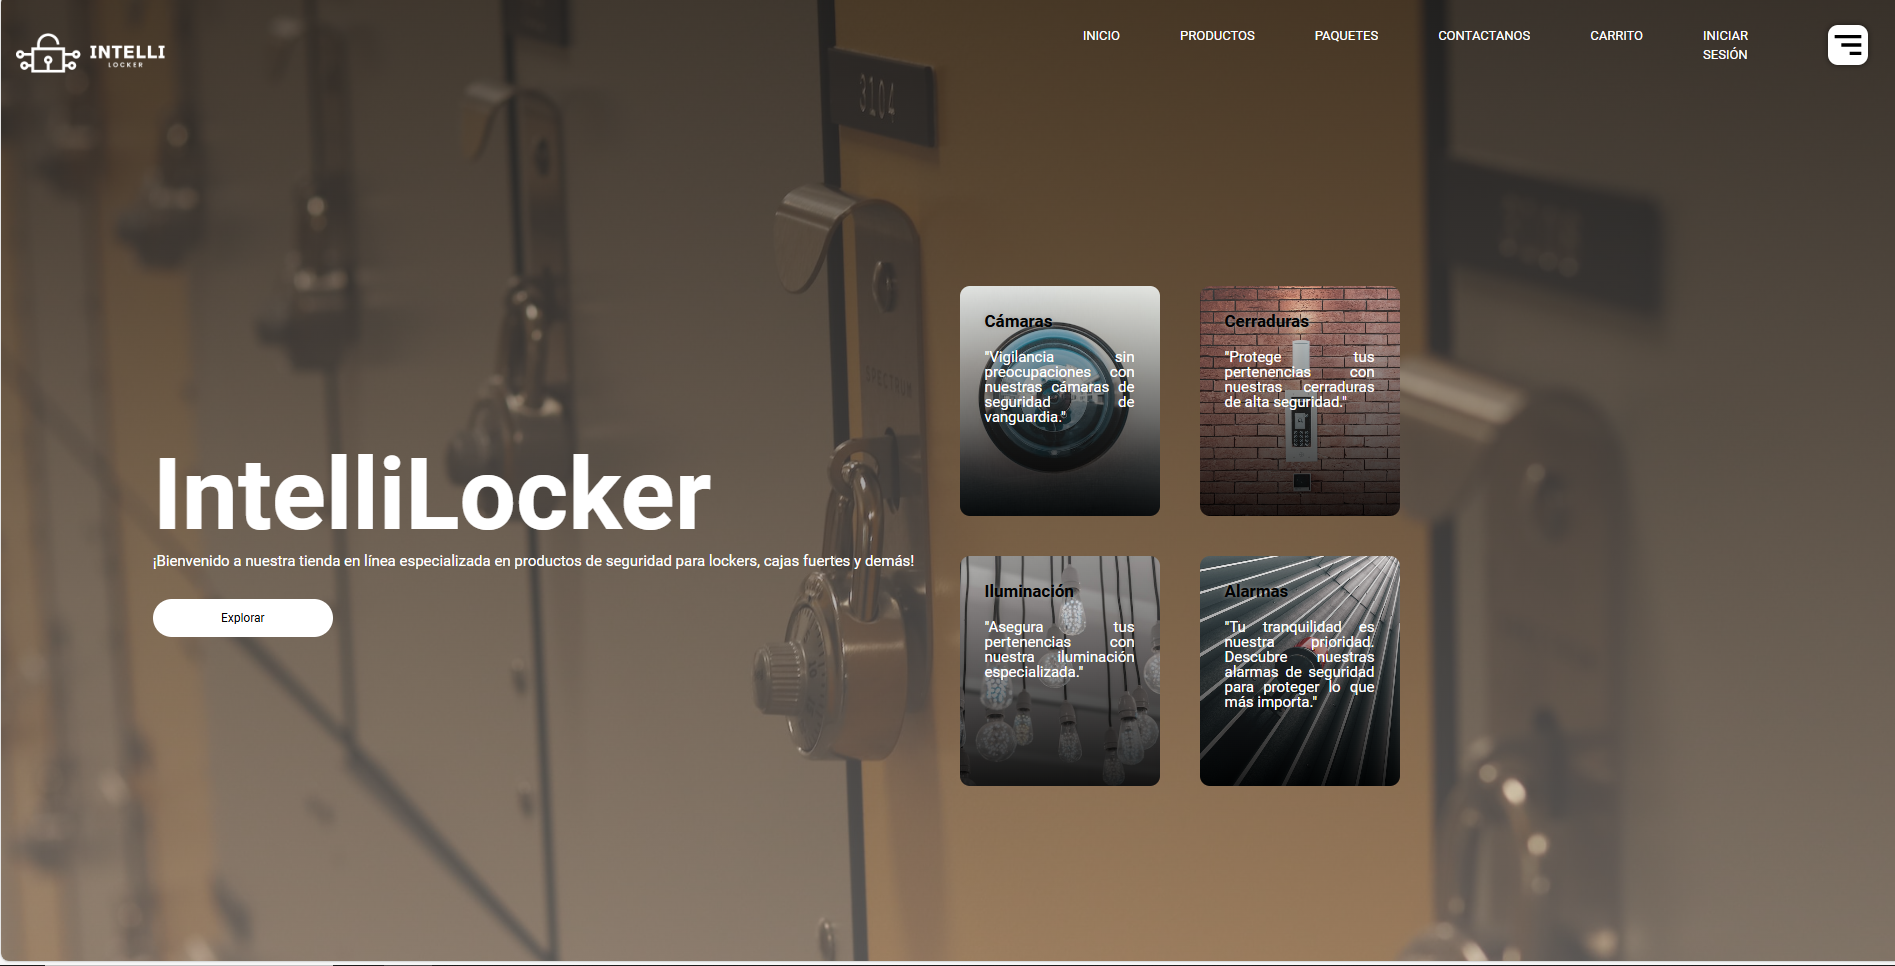 INTELLI
LOCKER
INICIO
PRODUCTOS
PAQUETES
CONTACTANOS
CARRITO
INICIAR
SESIÓN
3104
SPECTRUM
IntelliLocker
¡Bienvenido a nuestra tienda en línea especializada en productos de seguridad para lockers, cajas fuertes y demás!
Explorar
Cámaras
"Vigilancia sin
preocupaciones con
nuestras cámaras de
seguridad de
vanguardia."
Cerraduras
"Protege tus
pertenencias con
nuestras cerraduras
de alta seguridad."
Iluminación
"Asegura tus
pertenencias con
nuestra iluminación
especializada."
Alarmas
"Tu tranquilidad es
nuestra prioridad.
Descubre nuestras
alarmas de seguridad
para proteger lo que
más importa."